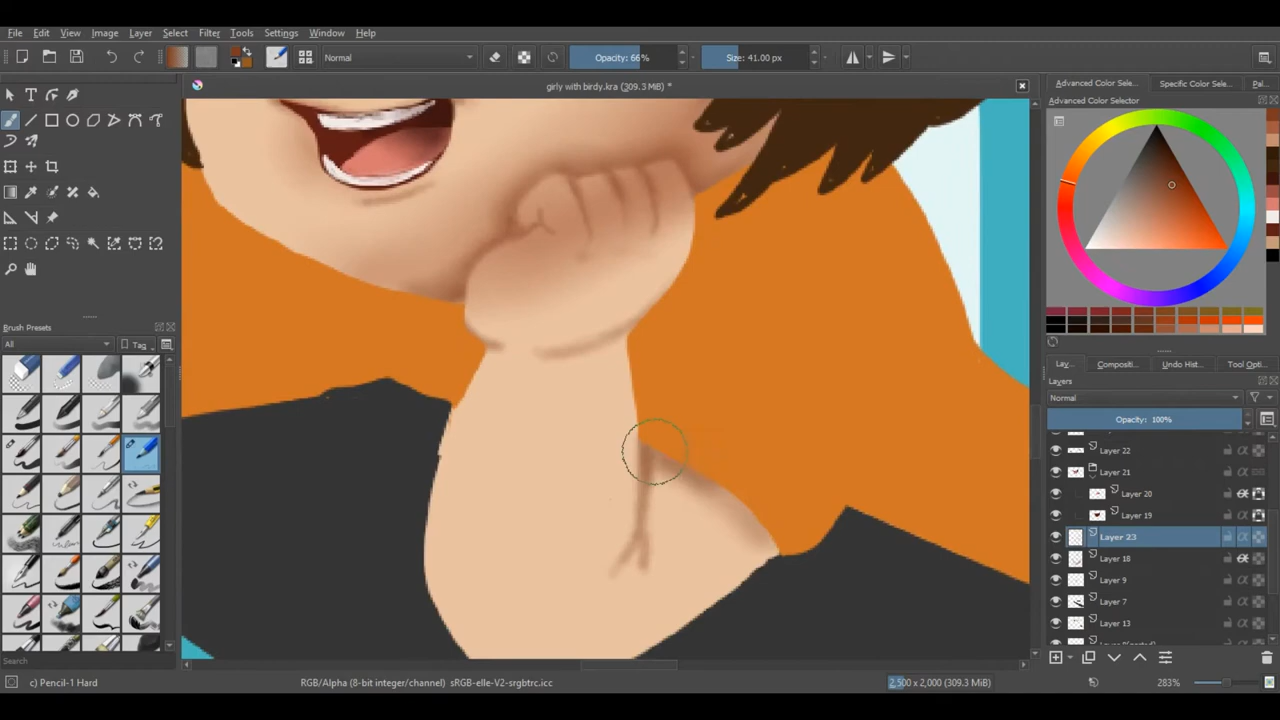 File Edit View Image Layer Select Filter Tools Settings Window Help
Normal Opacity: 66% Size: 41.00 px
girly with birdy.kra (309.3 MiB) *
Advanced Color Sele... Specific Color Sele... Pal...
Advanced Color Selector
Brush Presets
All Tag
Search
Lay... Compositi... Undo Hist... Tool Opti...
Layers
Normal
Opacity: 100%
Layer 22
Layer 21
Layer 20
Layer 19
Layer 23
Layer 18
Layer 9
Layer 7
Layer 13
c) Pencil-1 Hard RGB/Alpha (8-bit integer/channel) sRGB-elle-V2-srgbtrc.icc 2,500 x 2,000 (309.3 MiB) 283%